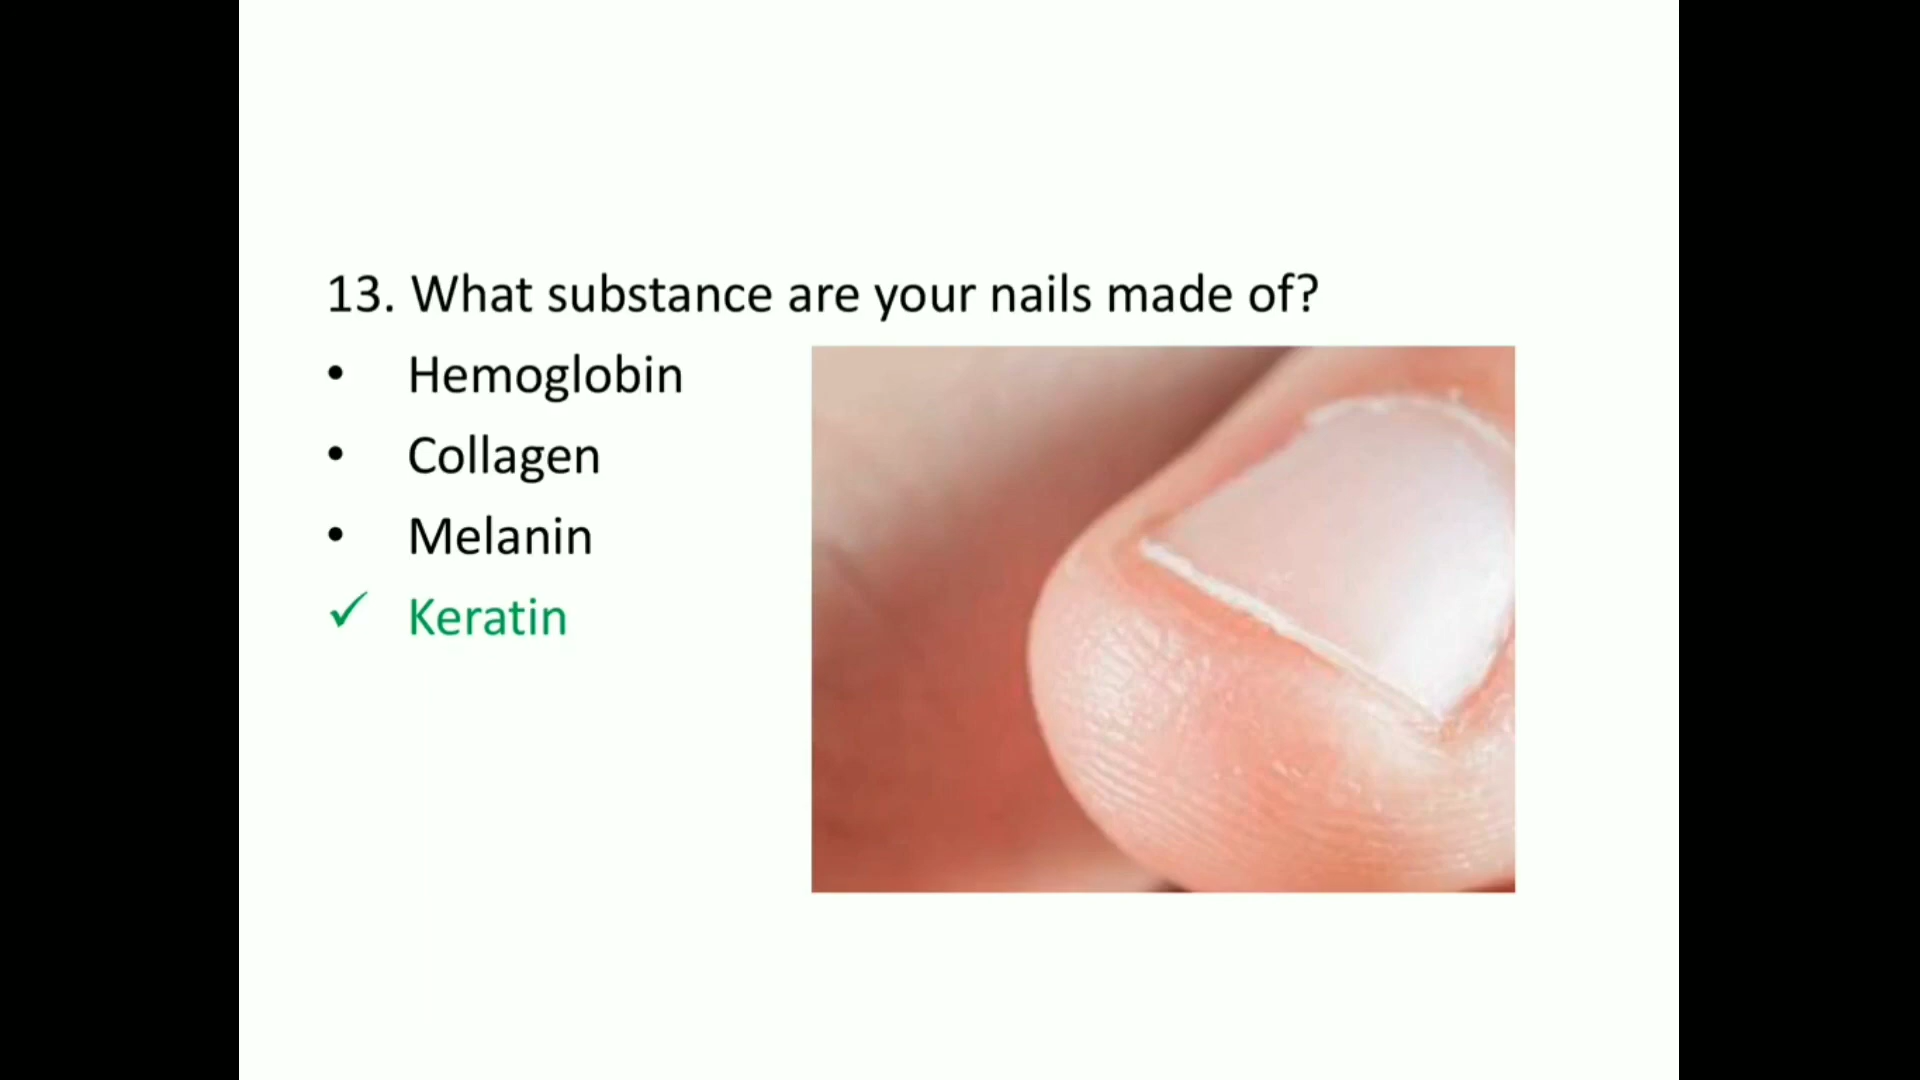 13. What substance are your nails made of?
• Hemoglobin
• Collagen
• Melanin
✓ Keratin